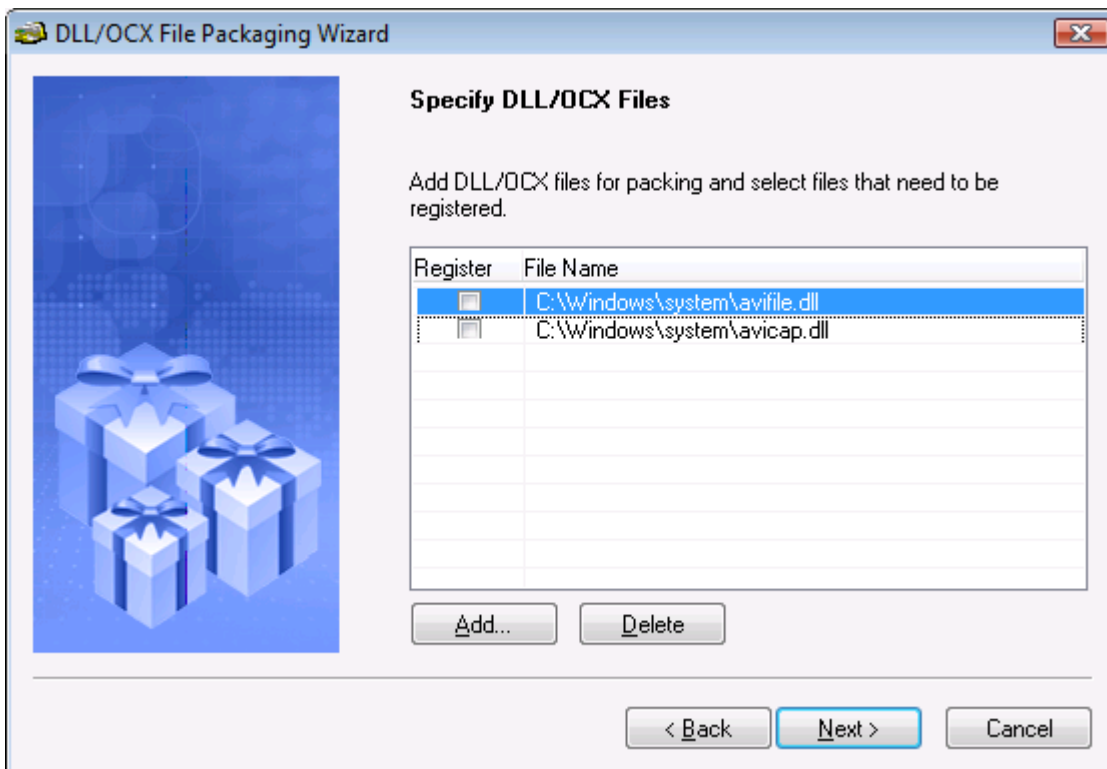 DLL/OCX File Packaging Wizard
Specify DLL/OCX Files
Add DLL/OCX files for packing and select files that need to be
registered.
Register File Name
C:\Windows\system\avifile.dll
C:\Windows\system\avicap.dll
Add... Delete
< Back Next > Cancel